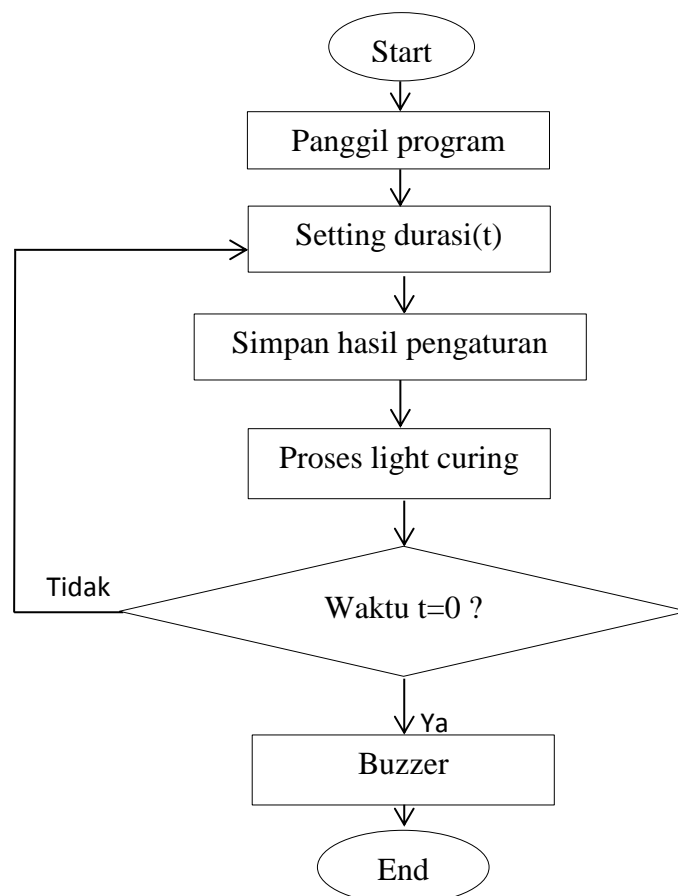 Start
Panggil program
Setting durasi(t)
Simpan hasil pengaturan
Proses light curing
Tidak
Waktu t=0 ?
Ya
Buzzer
End